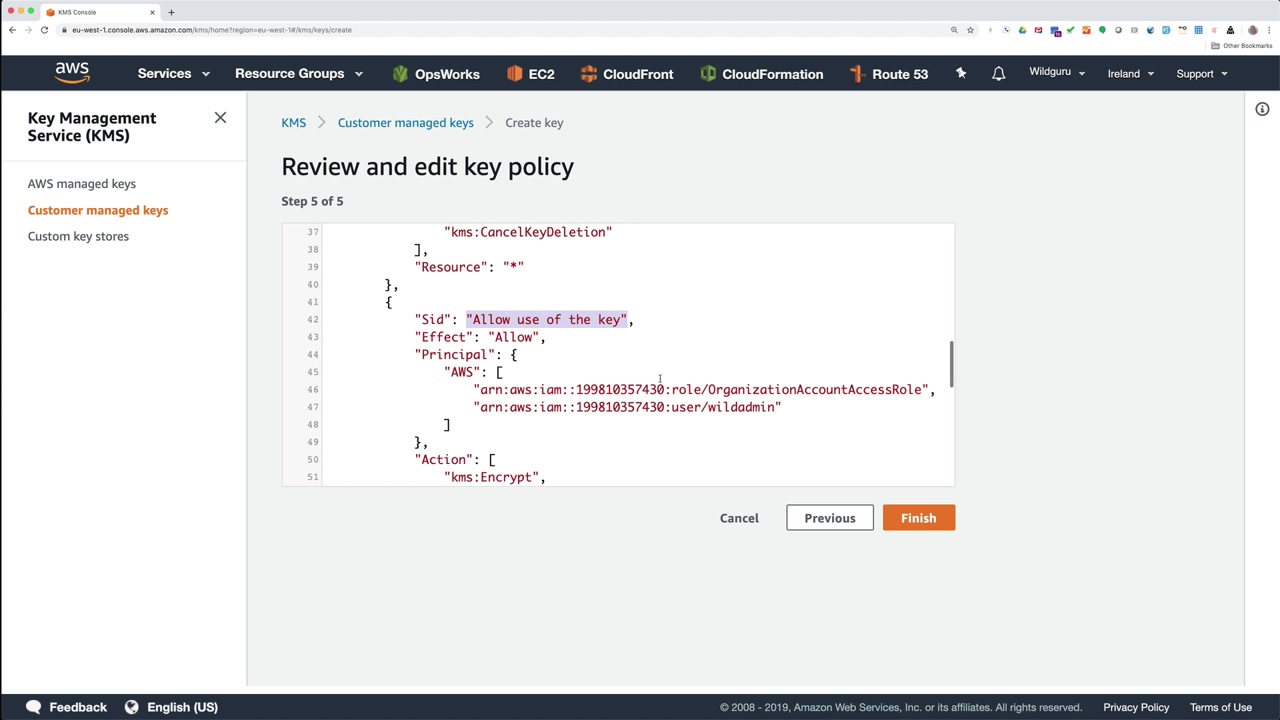 KMS Console
eu-west-1.console.aws.amazon.com/kms/home?region=eu-west-1#/kms/keys/create
Other Bookmarks
aws
Services
Resource Groups
OpsWorks
EC2
CloudFront
CloudFormation
Route 53
Wildguru
Ireland
Support
Key Management
Service (KMS)
AWS managed keys
Customer managed keys
Custom key stores
KMS > Customer managed keys > Create key
Review and edit key policy
Step 5 of 5
37 "kms:CancelKeyDeletion"
38 ],
39 "Resource": "*"
40 },
41 {
42 "Sid": "Allow use of the key",
43 "Effect": "Allow",
44 "Principal": {
45 "AWS": [
46 "arn:aws:iam::199810357430:role/OrganizationAccountAccessRole",
47 "arn:aws:iam::199810357430:user/wildadmin"
48 ]
49 },
50 "Action": [
51 "kms:Encrypt",
Cancel
Previous
Finish
Feedback
English (US)
© 2008 - 2019, Amazon Web Services, Inc. or its affiliates. All rights reserved.
Privacy Policy
Terms of Use